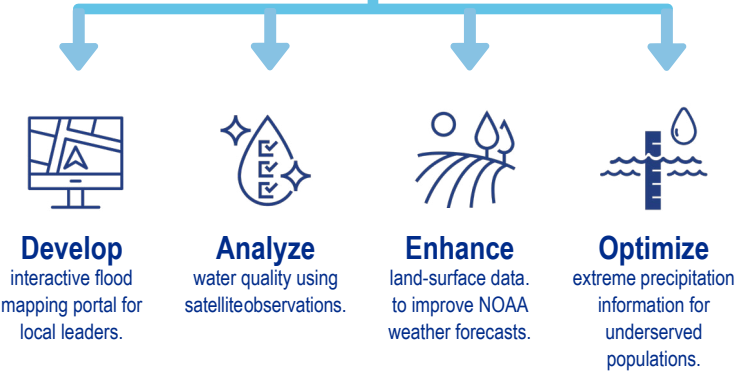 Develop
interactive flood
mapping portal for
local leaders.
Analyze
water quality using
satelliteobservations.
Enhance
land-surface data.
to improve NOAA
weather forecasts.
Optimize
extreme precipitation
information for
underserved
populations.